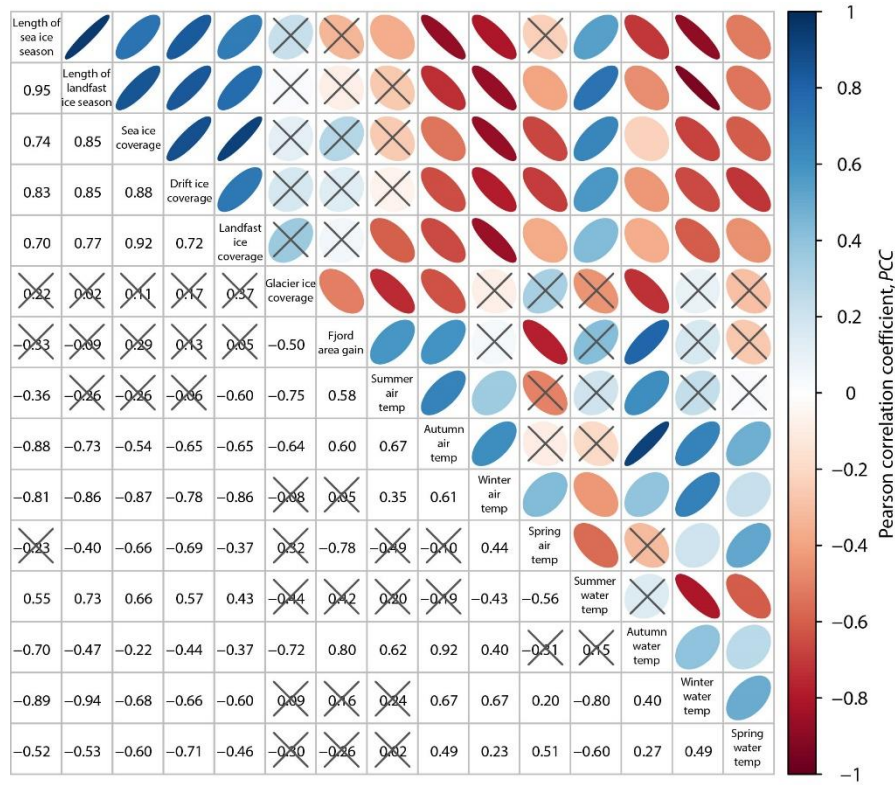 Length of
sea ice
season
0.95
Length of
landfast
ice season
0.74 0.85
Sea ice
coverage
0.83 0.85 0.88
Drift ice
coverage
0.70 0.77 0.92 0.72
Landfast
ice
coverage
0.22 0.02 0.11 0.17 0.37
Glacier ice
coverage
−0.33 −0.09 0.29 0.13 0.05 −0.50
Fjord
area gain
−0.36 −0.26 −0.26 −0.06 −0.60 −0.75 0.58
Summer
air
temp
−0.88 −0.73 −0.54 −0.65 −0.65 −0.64 0.60 0.67
Autumn
air
temp
−0.81 −0.86 −0.87 −0.78 −0.86 −0.08 0.05 0.35 0.61
Winter
air
temp
−0.23 −0.40 −0.66 −0.69 −0.37 0.32 −0.78 −0.49 −0.10 0.44
Spring
air
temp
0.55 0.73 0.66 0.57 0.43 −0.44 0.42 0.20 −0.19 −0.43 −0.56
Summer
water
temp
−0.70 −0.47 −0.22 −0.44 −0.37 −0.72 0.80 0.62 0.92 0.40 −0.31 0.15
Autumn
water
temp
−0.89 −0.94 −0.68 −0.66 −0.60 0.09 0.16 0.24 0.67 0.67 0.20 −0.80 0.40
Winter
water
temp
−0.52 −0.53 −0.60 −0.71 −0.46 −0.30 −0.26 0.02 0.49 0.23 0.51 −0.60 0.27 0.49
Spring
water
temp
1
0.8
0.6
0.4
0.2
0
−0.2
−0.4
−0.6
−0.8
−1
Pearson correlation coefficient, PCC